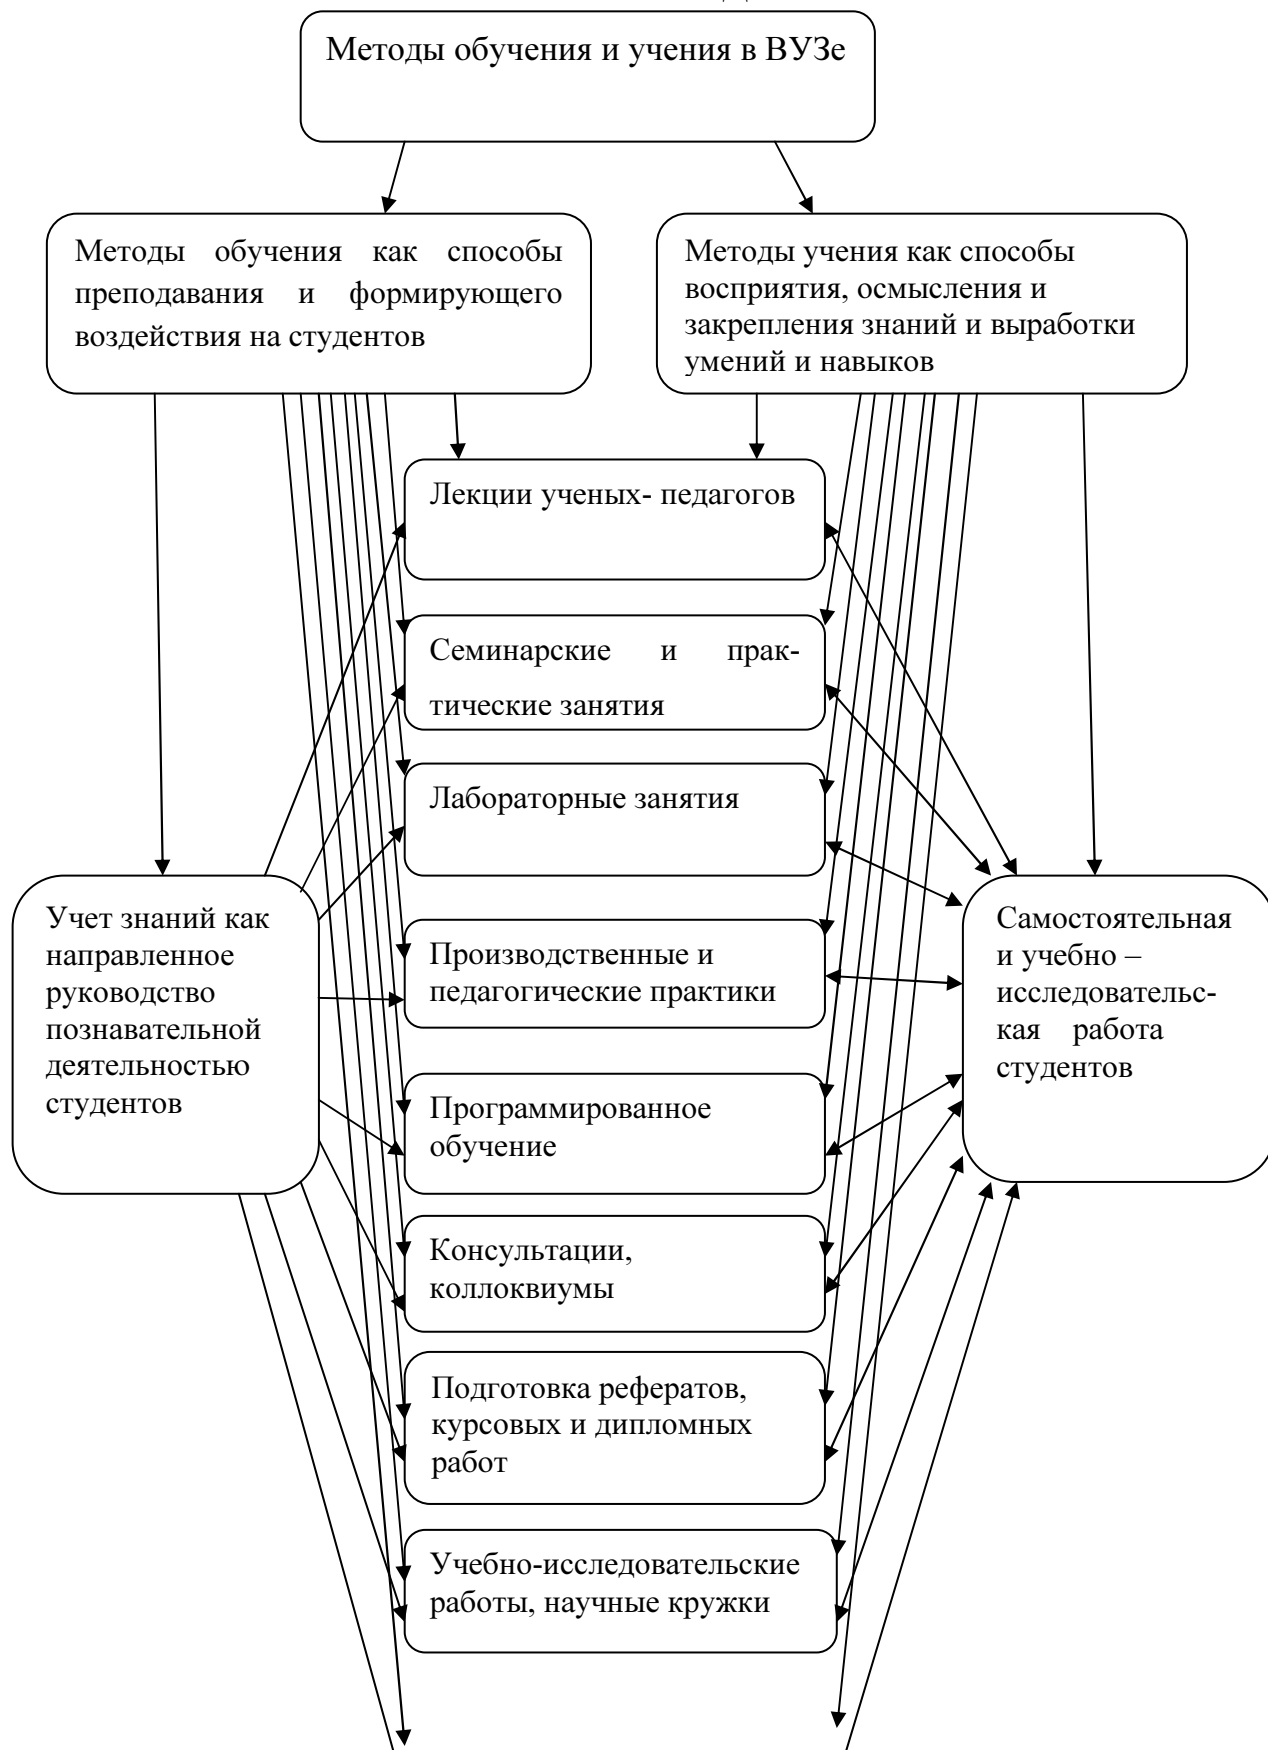 Методы обучения и учения в ВУЗе
Методы обучения как способы
преподавания и формирующего
воздействия на студентов
Методы учения как способы
восприятия, осмысления и
закрепления знаний и выработки
умений и навыков
Лекции ученых- педагогов
Семинарские и прак-
тические занятия
Лабораторные занятия
Учет знаний как
направленное
руководство
познавательной
деятельностью
студентов
Производственные и
педагогические практики
Самостоятельная
и учебно –
исследовательс-
кая работа
студентов
Программированное
обучение
Консультации,
коллоквиумы
Подготовка рефератов,
курсовых и дипломных
работ
Учебно-исследовательские
работы, научные кружки